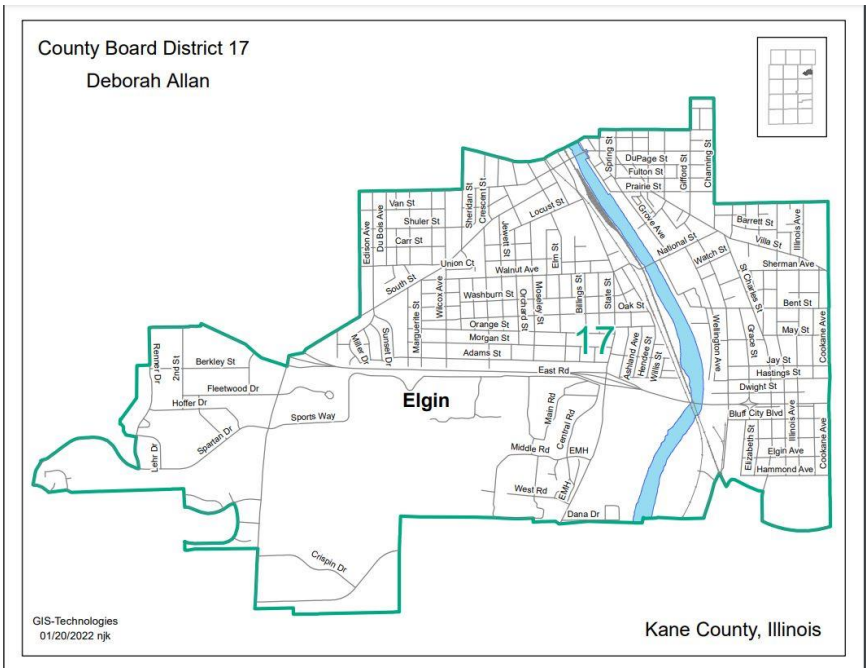 County Board District 17
Deborah Allan
Spring St
DuPage St
Fulton St
Prairie St
Gifford St
Channing St
Grove Ave
National St
Barrett St
Villa St
Illinois Ave
Sherman Ave
Watch St
St Charles St
Bent St
May St
Cookane Ave
Grace St
Wellington Ave
Jay St
Hastings St
Dwight St
Bluff City Blvd
Illinois Ave
Elizabeth St
Elgin Ave
Hammond Ave
Cookane Ave
Sheridan St
Crescent St
Van St
Shuler St
Carr St
Edison Ave
Du Bois Ave
Locust St
Jewett St
Elm St
Union Ct
Walnut Ave
South St
Wilcox Ave
Washburn St
Orchard St
Moseley St
Billings St
State St
Oak St
Marguerite St
Orange St
Morgan St
Adams St
17
Ashland Ave
Hendee St
Willis St
Miller Dr
Sunset Dr
East Rd
Renner Dr
2nd St
Berkley St
Fleetwood Dr
Hoffer Dr
Elgin
Sports Way
Spartan Dr
Lehr Dr
Main Rd
Central Rd
Middle Rd
EMH
West Rd
EMH
Dana Dr
Crispin Dr
GIS-Technologies
01/20/2022 njk
Kane County, Illinois